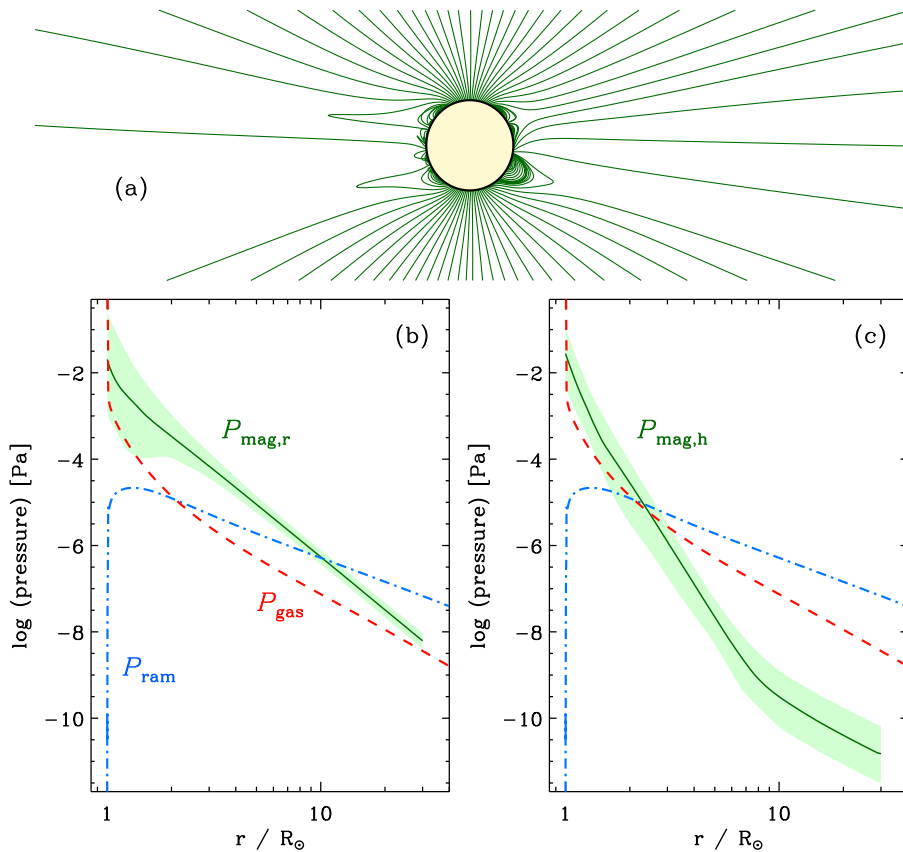 (a)
(b)
(c)
P_mag,r
P_mag,h
P_gas
P_ram
log (pressure) [Pa]
−2
−4
−6
−8
−10
1
10
r / R_⊙
log (pressure) [Pa]
−2
−4
−6
−8
−10
1
10
r / R_⊙